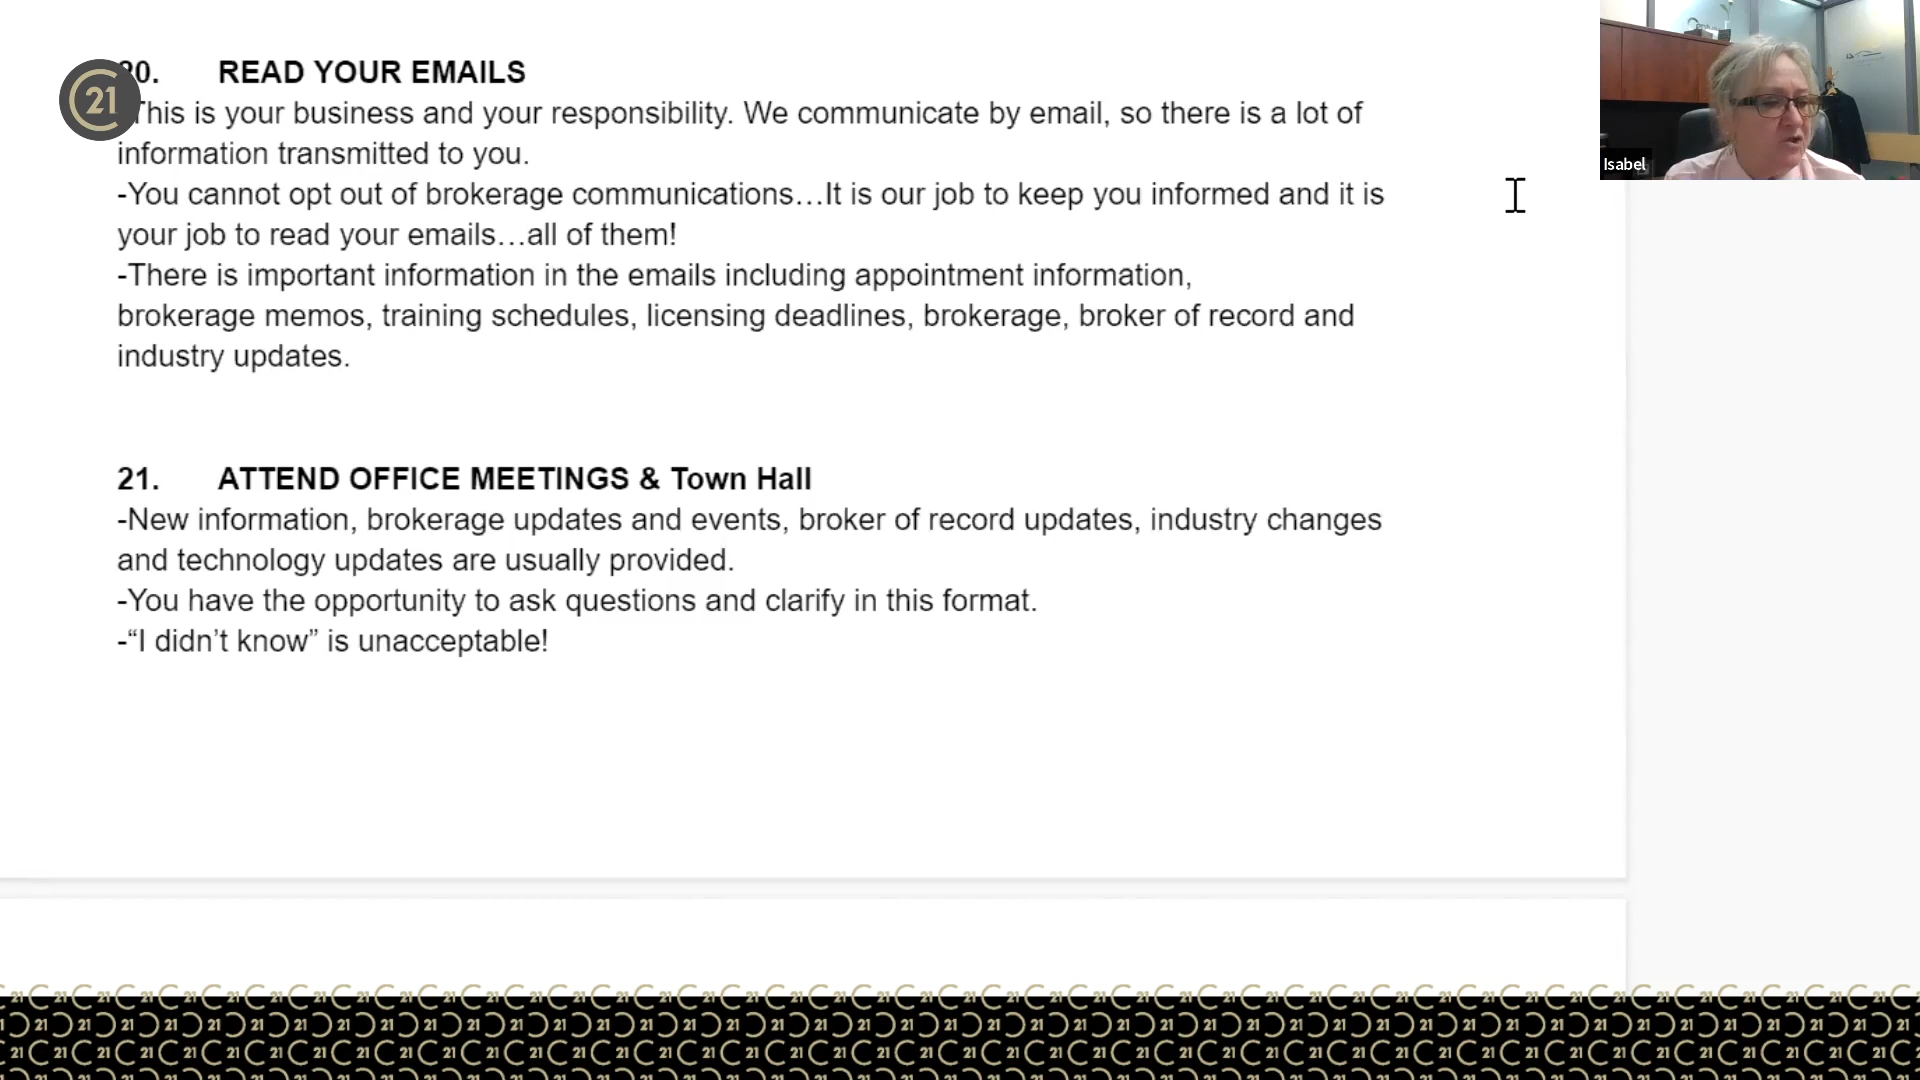 20. READ YOUR EMAILS
21
This is your business and your responsibility. We communicate by email, so there is a lot of
information transmitted to you.
-You cannot opt out of brokerage communications…It is our job to keep you informed and it is
your job to read your emails…all of them!
-There is important information in the emails including appointment information,
brokerage memos, training schedules, licensing deadlines, brokerage, broker of record and
industry updates.
Isabel
21. ATTEND OFFICE MEETINGS & Town Hall
-New information, brokerage updates and events, broker of record updates, industry changes
and technology updates are usually provided.
-You have the opportunity to ask questions and clarify in this format.
-“I didn’t know” is unacceptable!